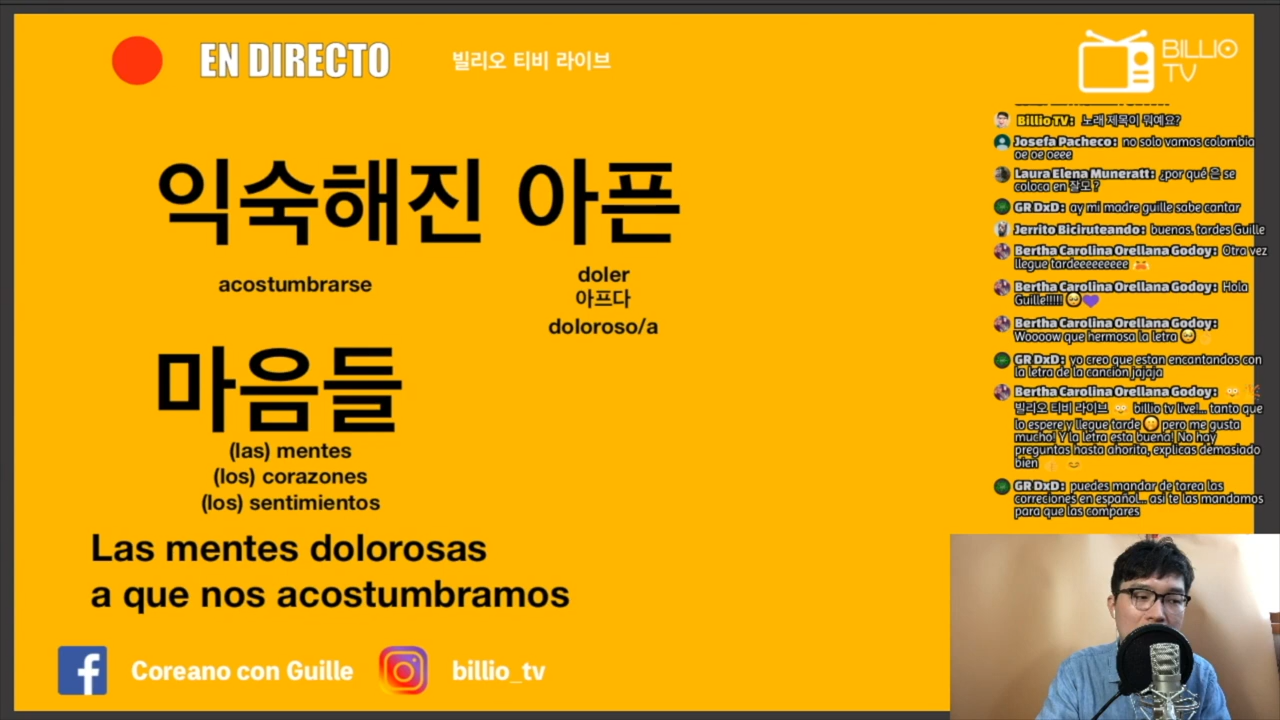 EN DIRECTO
빌리오 티비 라이브
BILLIO
TV
익숙해진 아픈
acostumbrarse
doler
아프다
doloroso/a
마음들
(las) mentes
(los) corazones
(los) sentimientos
Las mentes dolorosas
a que nos acostumbramos
Coreano con Guille
billio_tv
Billio TV: 노래 제목이 뭐예요?
Josefa Pacheco: no solo vamos colombia
oe oe oeee
Laura Elena Muneratt: ¿por qué 은 se
coloca en 잘모 ?
GR DxD: ay mi madre guille sabe cantar
Jerrito Biciruteando: buenas. tardes Guille
Bertha Carolina Orellana Godoy: Otra vez
llegue tardeeeeeeeee
Bertha Carolina Orellana Godoy: Hola
Guille!!!!!
Bertha Carolina Orellana Godoy:
Woooow que hermosa la letra
GR DxD: yo creo que estan encantandos con
la letra de la canción jajaja
Bertha Carolina Orellana Godoy:
빌리오 티비 라이브 billio tv live!... tanto que
lo espere y llegue tarde pero me gusta
mucho! Y la letra esta buena! No hay
preguntas hasta ahorita, explicas demasiado
bien
GR DxD: puedes mandar de tarea las
correciones en español... asi te las mandamos
para que las compares